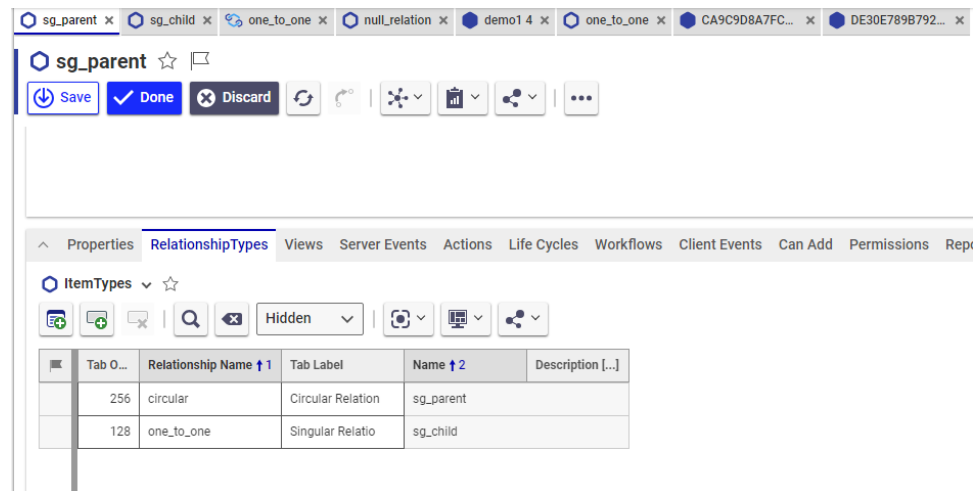 sg_parent × sg_child × one_to_one × null_relation × demo1 4 × one_to_one × CA9C9D8A7FC... × DE30E789B792... ×
sg_parent
Save Done Discard
Properties RelationshipTypes Views Server Events Actions Life Cycles Workflows Client Events Can Add Permissions Repo
ItemTypes
Hidden
Tab O... Relationship Name ↑ 1 Tab Label Name ↑ 2 Description [...]
256 circular Circular Relation sg_parent
128 one_to_one Singular Relatio sg_child